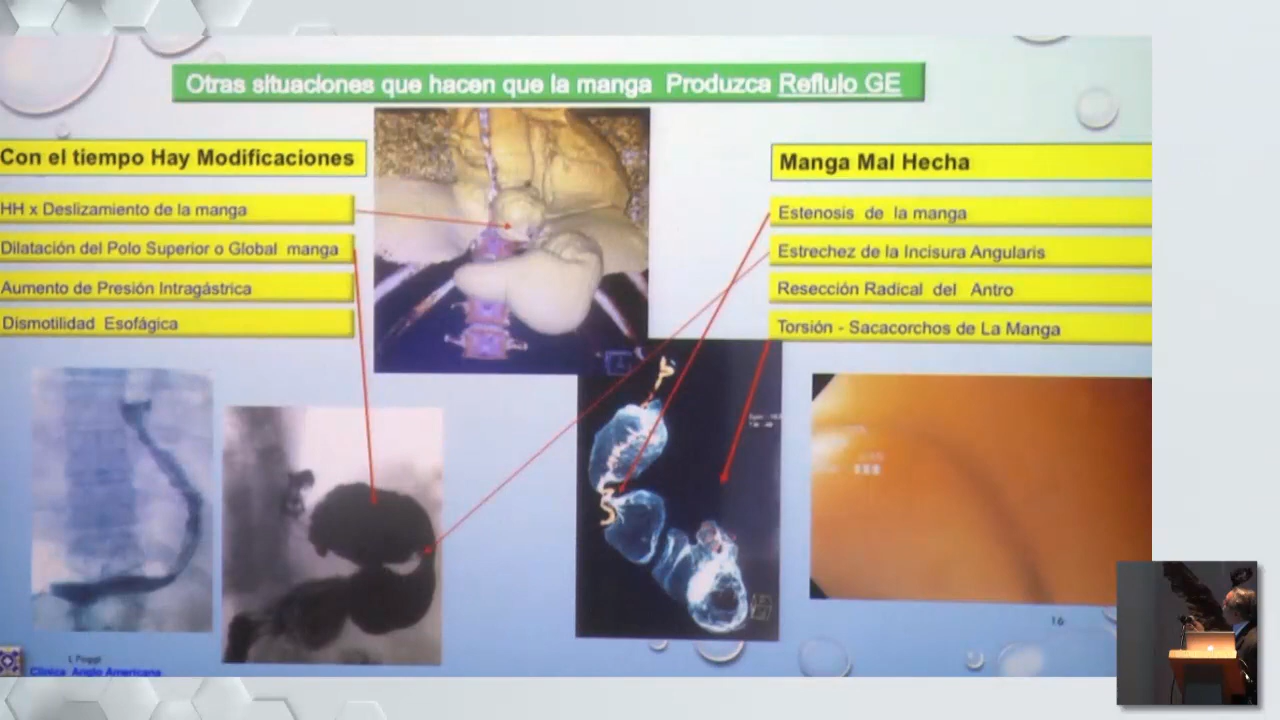 Otras situaciones que hacen que la manga Produzca Reflujo GE
Con el tiempo Hay Modificaciones
HH x Deslizamiento de la manga
Dilatación del Polo Superior o Global manga
Aumento de Presión Intragástrica
Dismotilidad Esofágica
Manga Mal Hecha
Estenosis de la manga
Estrechez de la Incisura Angularis
Resección Radical del Antro
Torsión - Sacacorchos de La Manga
16
Clínica Anglo Americana